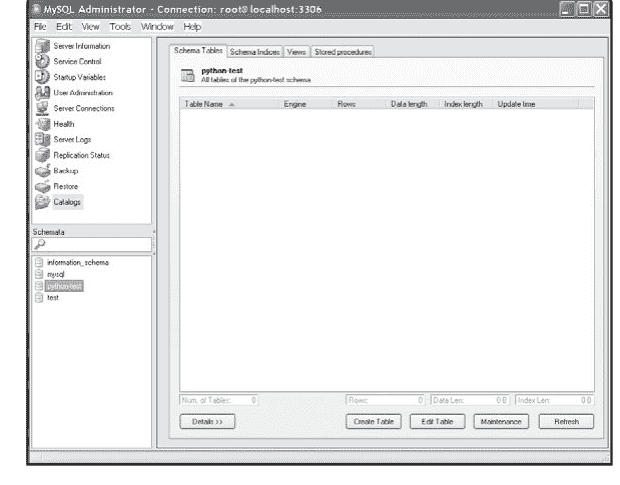 MySQL Administrator - Connection: root@localhost:3306
File Edit View Tools Window Help
Server Information
Service Control
Startup Variables
User Administration
Server Connections
Health
Server Logs
Replication Status
Backup
Restore
Catalogs
Schemata
information_schema
mysql
python-test
test
Schema Tables Schema Indices Views Stored procedures
python-test
All tables of the python-test schema
Table Name Engine Rows Data length Index length Update time
Num. of Tables: 0 Rows: 0 Data Len: 0 B Index Len: 0 B
Details >> Create Table Edit Table Maintenance Refresh